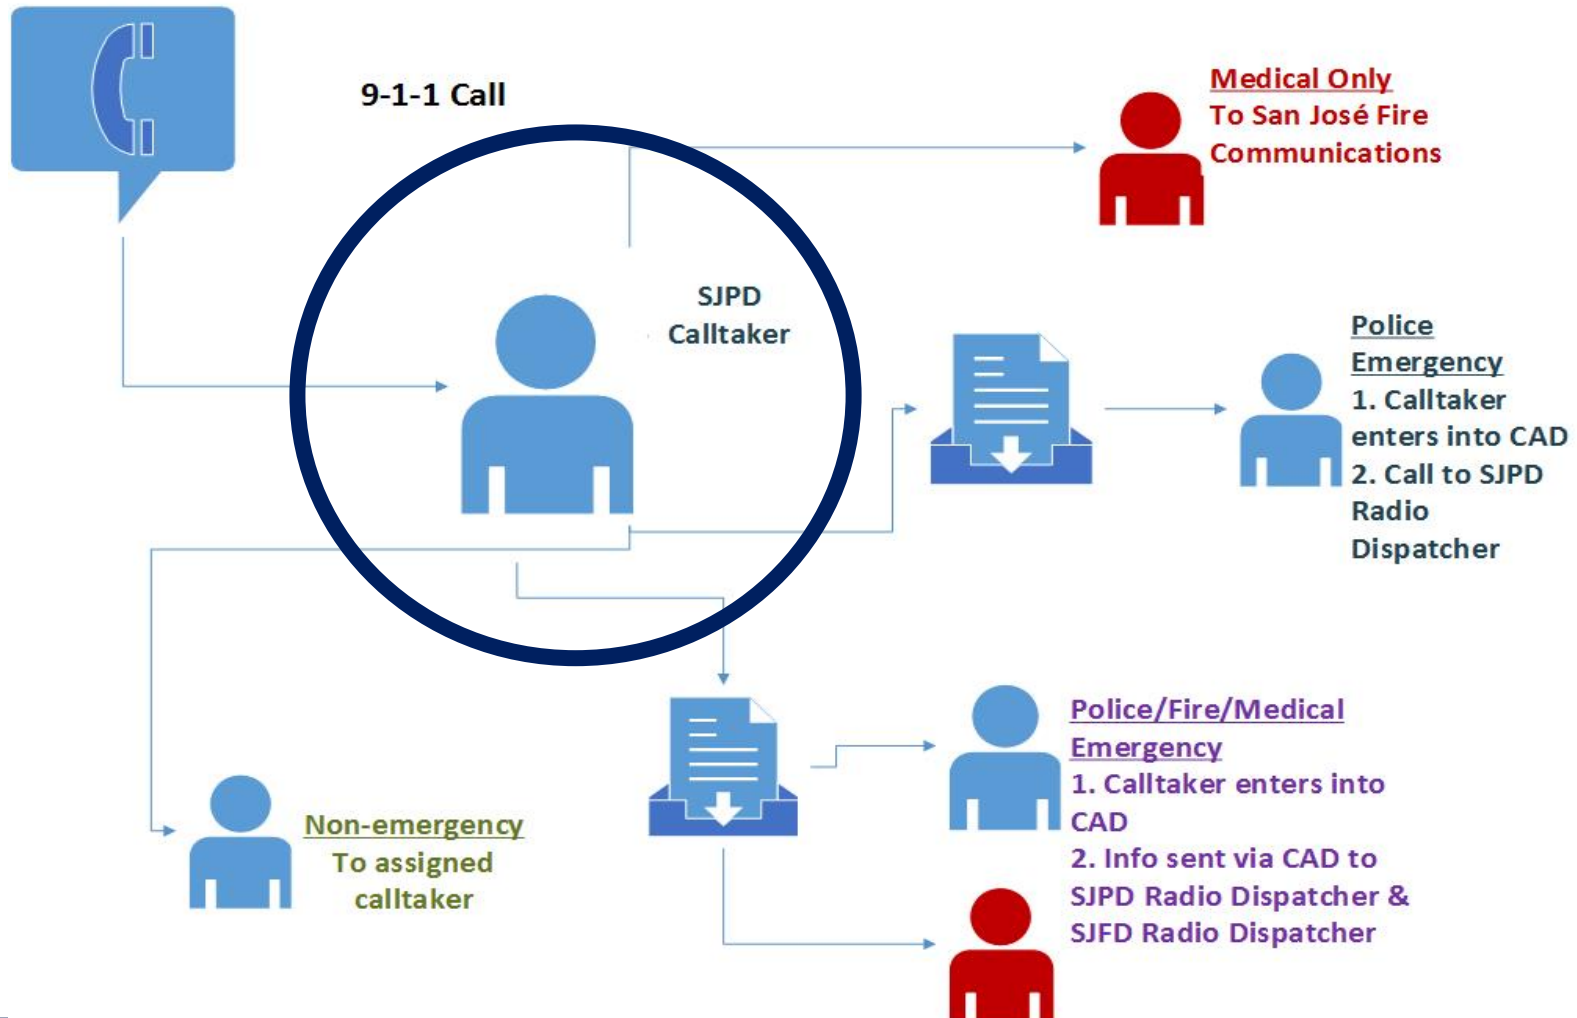 9-1-1 Call
Medical Only
To San José Fire
Communications
SJPD
Calltaker
Police
Emergency
1. Calltaker
enters into CAD
2. Call to SJPD
Radio
Dispatcher
Police/Fire/Medical
Emergency
1. Calltaker enters into
CAD
2. Info sent via CAD to
SJPD Radio Dispatcher &
SJFD Radio Dispatcher
Non-emergency
To assigned
calltaker